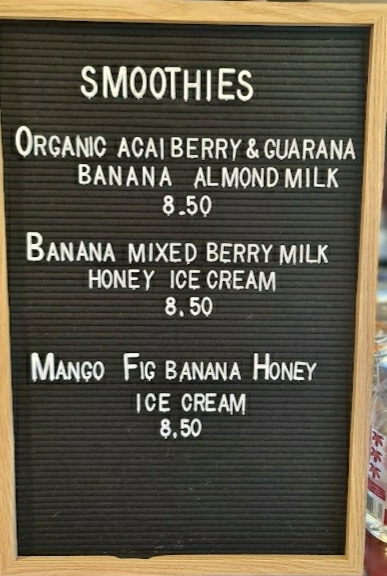 SMOOTHIES
ORGANIC ACAI BERRY & GUARANA
BANANA ALMOND MILK
8.50
BANANA MIXED BERRY MILK
HONEY ICE CREAM
8.50
MANGO FIG BANANA HONEY
ICE CREAM
8.50